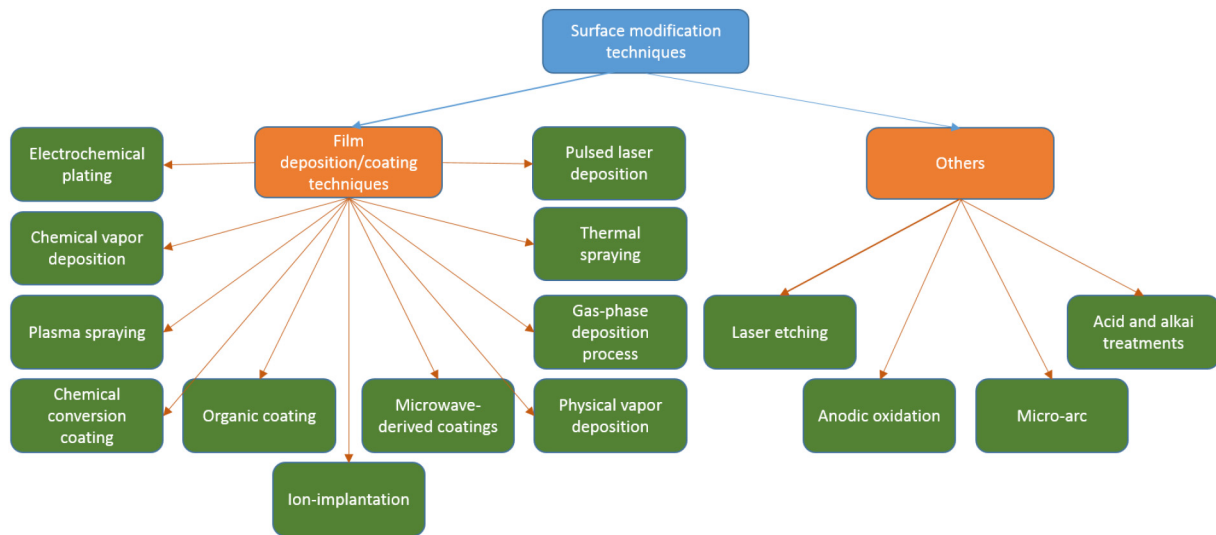 Surface modification
techniques
Film
deposition/coating
techniques
Others
Electrochemical
plating
Pulsed laser
deposition
Chemical vapor
deposition
Thermal
spraying
Plasma spraying
Gas-phase
deposition
process
Laser etching
Acid and alkai
treatments
Chemical
conversion
coating
Organic coating
Microwave-
derived coatings
Physical vapor
deposition
Anodic oxidation
Micro-arc
Ion-implantation